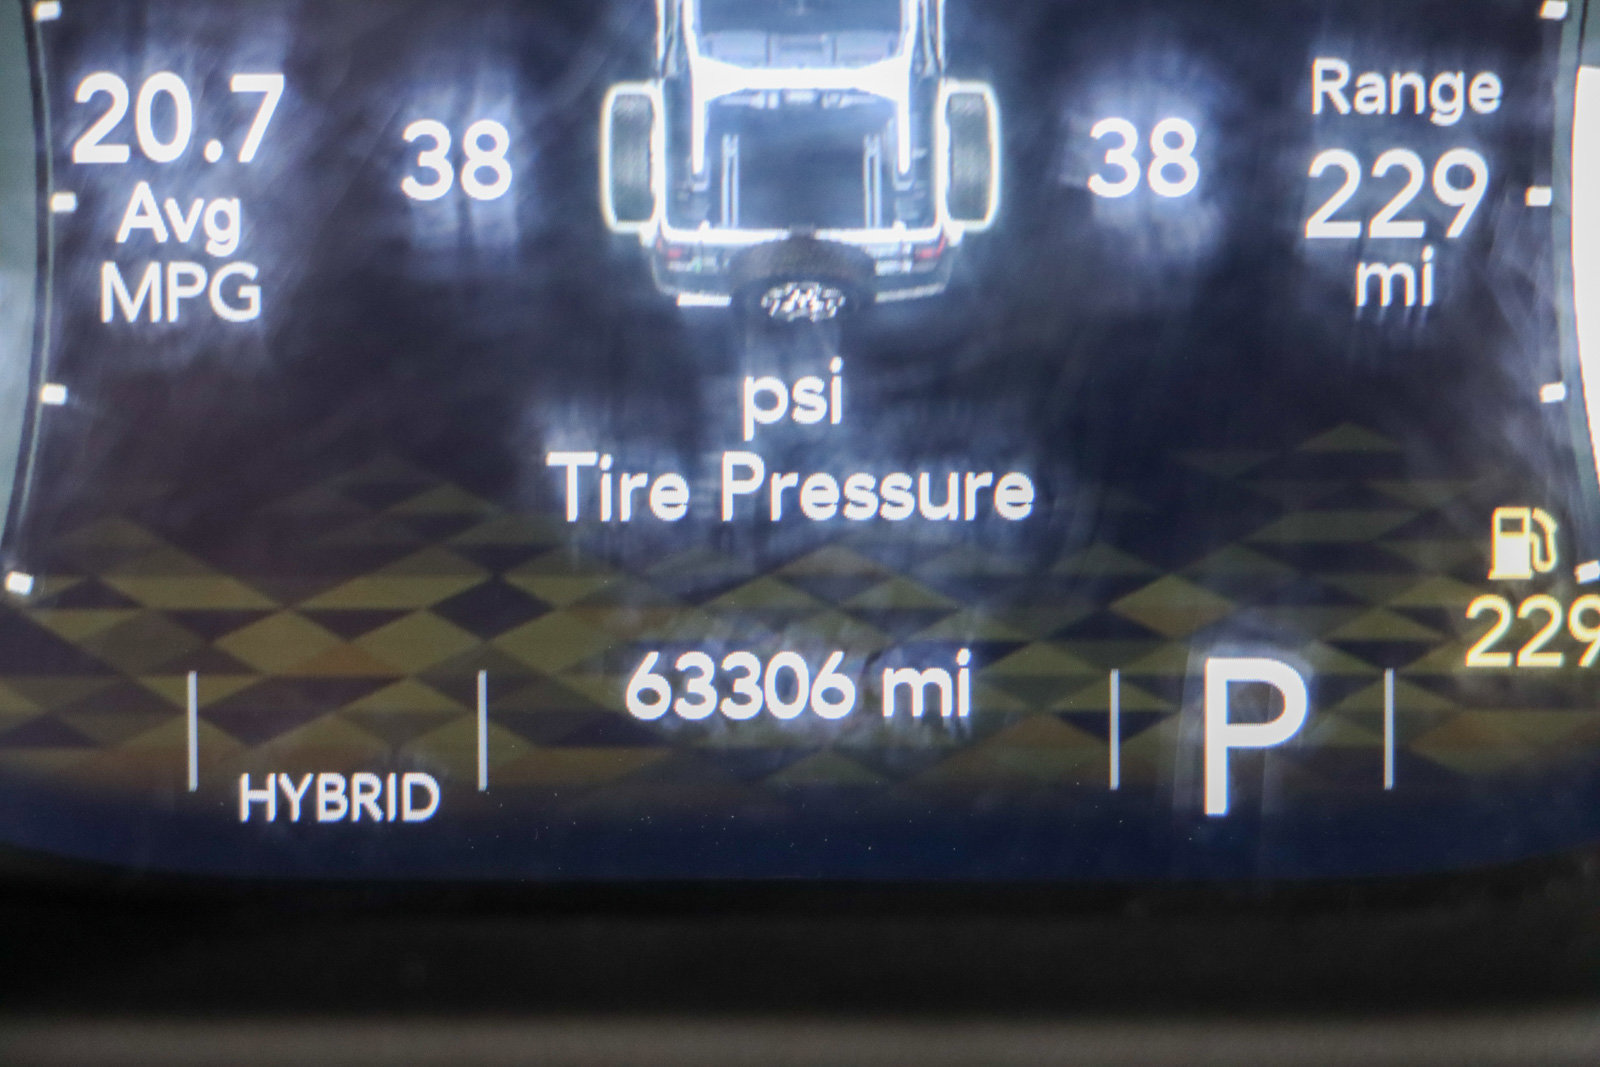 20.7
Avg
MPG
38
38
Range
229
mi
psi
Tire Pressure
229
63306 mi
HYBRID
P